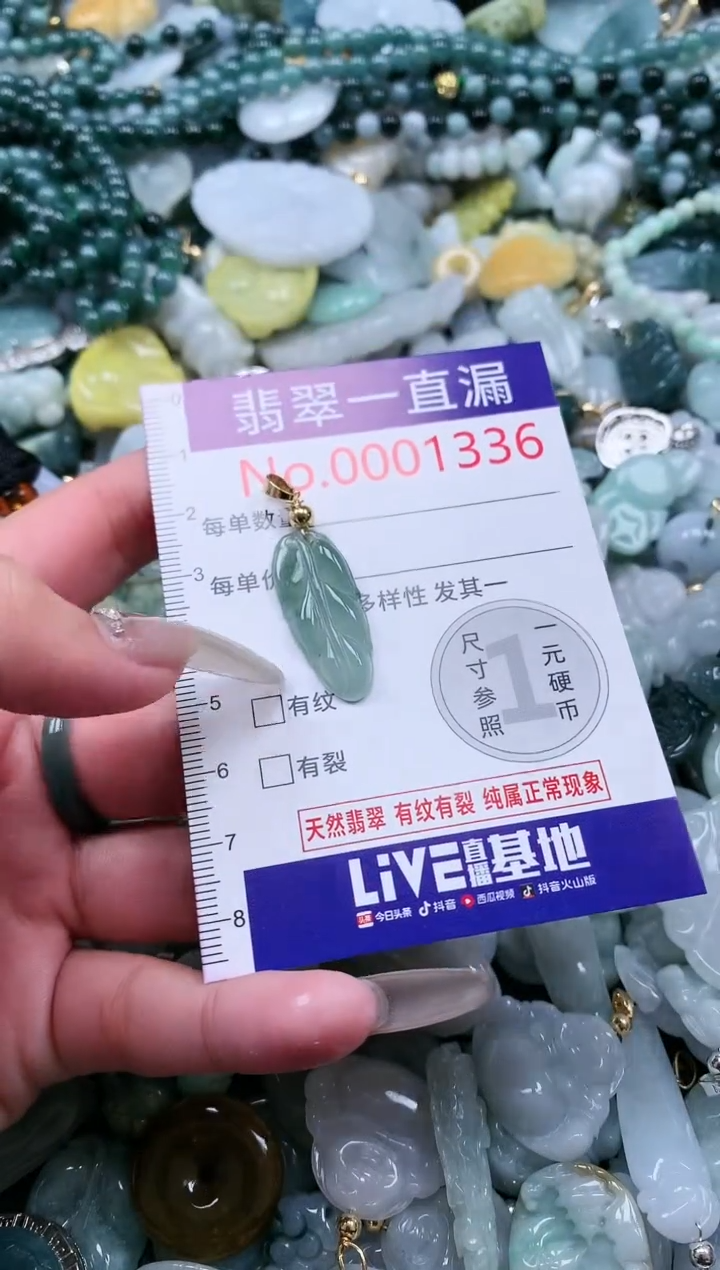 0
翡翠一直漏
1
No.0001336
2
每单数
3
每单
多样性 发其一
尺寸参照
1
一元硬币
5
有纹
6
有裂
天然翡翠 有纹有裂 纯属正常现象
7
LiVE直播基地
8
头条 今日头条 抖音 西瓜视频 抖音火山版